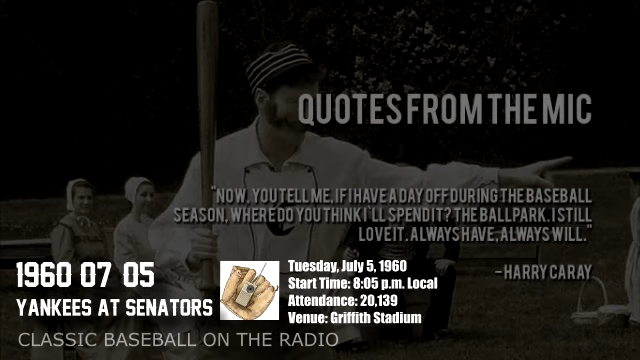 QUOTES FROM THE MIC
"NOW, YOU TELL ME, IF I HAVE A DAY OFF DURING THE BASEBALL
SEASON, WHERE DO YOU THINK I`LL SPEND IT? THE BALLPARK. I STILL
LOVE IT. ALWAYS HAVE, ALWAYS WILL."
-HARRY CARAY
1960 07 05
YANKEES AT SENATORS
Tuesday, July 5, 1960
Start Time: 8:05 p.m. Local
Attendance: 20,139
Venue: Griffith Stadium
CLASSIC BASEBALL ON THE RADIO